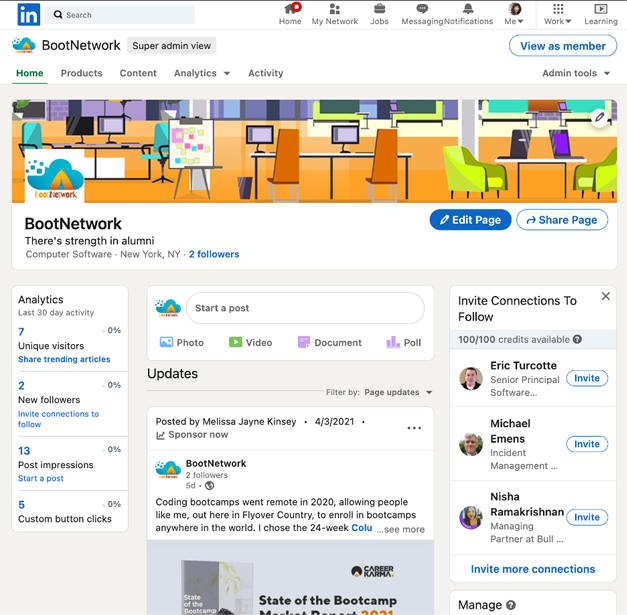 in
Search
Home
My Network
Jobs
Messaging
Notifications
Me
Work
Learning
BootNetwork
Super admin view
View as member
Home
Products
Content
Analytics
Activity
Admin tools
BootNetwork
BootNetwork
There's strength in alumni
Computer Software · New York, NY · 2 followers
Edit Page
Share Page
Analytics
Last 30 day activity
7
0%
Unique visitors
Share trending articles
2
0%
New followers
Invite connections to
follow
13
0%
Post impressions
Start a post
5
0%
Custom button clicks
Start a post
Photo
Video
Document
Poll
Updates
Filter by: Page updates
Posted by Melissa Jayne Kinsey • 4/3/2021 •
Sponsor now
BootNetwork
2 followers
5d •
Coding bootcamps went remote in 2020, allowing people
like me, out here in Flyover Country, to enroll in bootcamps
anywhere in the world. I chose the 24-week Colu ...see more
CAREER
KARMA
State of
the Bootcamp
State of the Bootcamp
Market Report 2021
Invite Connections To
Follow
100/100 credits available
Eric Turcotte
Senior Principal
Software...
Invite
Michael
Emens
Incident
Management ...
Invite
Nisha
Ramakrishnan
Managing
Partner at Bull ...
Invite
Invite more connections
Manage